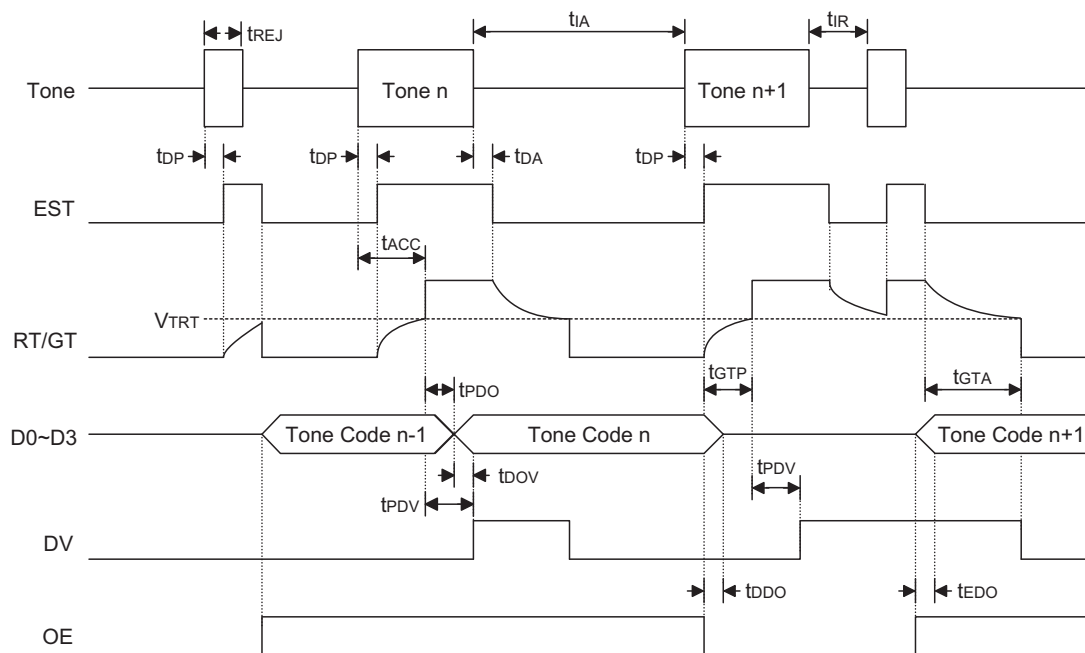 tIA
tIR
tREJ
Tone
Tone n
Tone n+1
tDP
tDP
tDA
tDP
EST
tACC
VTRT
RT/GT
tGTP
tGTA
tPDO
D0~D3
Tone Code n-1
Tone Code n
Tone Code n+1
tDOV
tPDV
tPDV
DV
tDDO
tEDO
OE